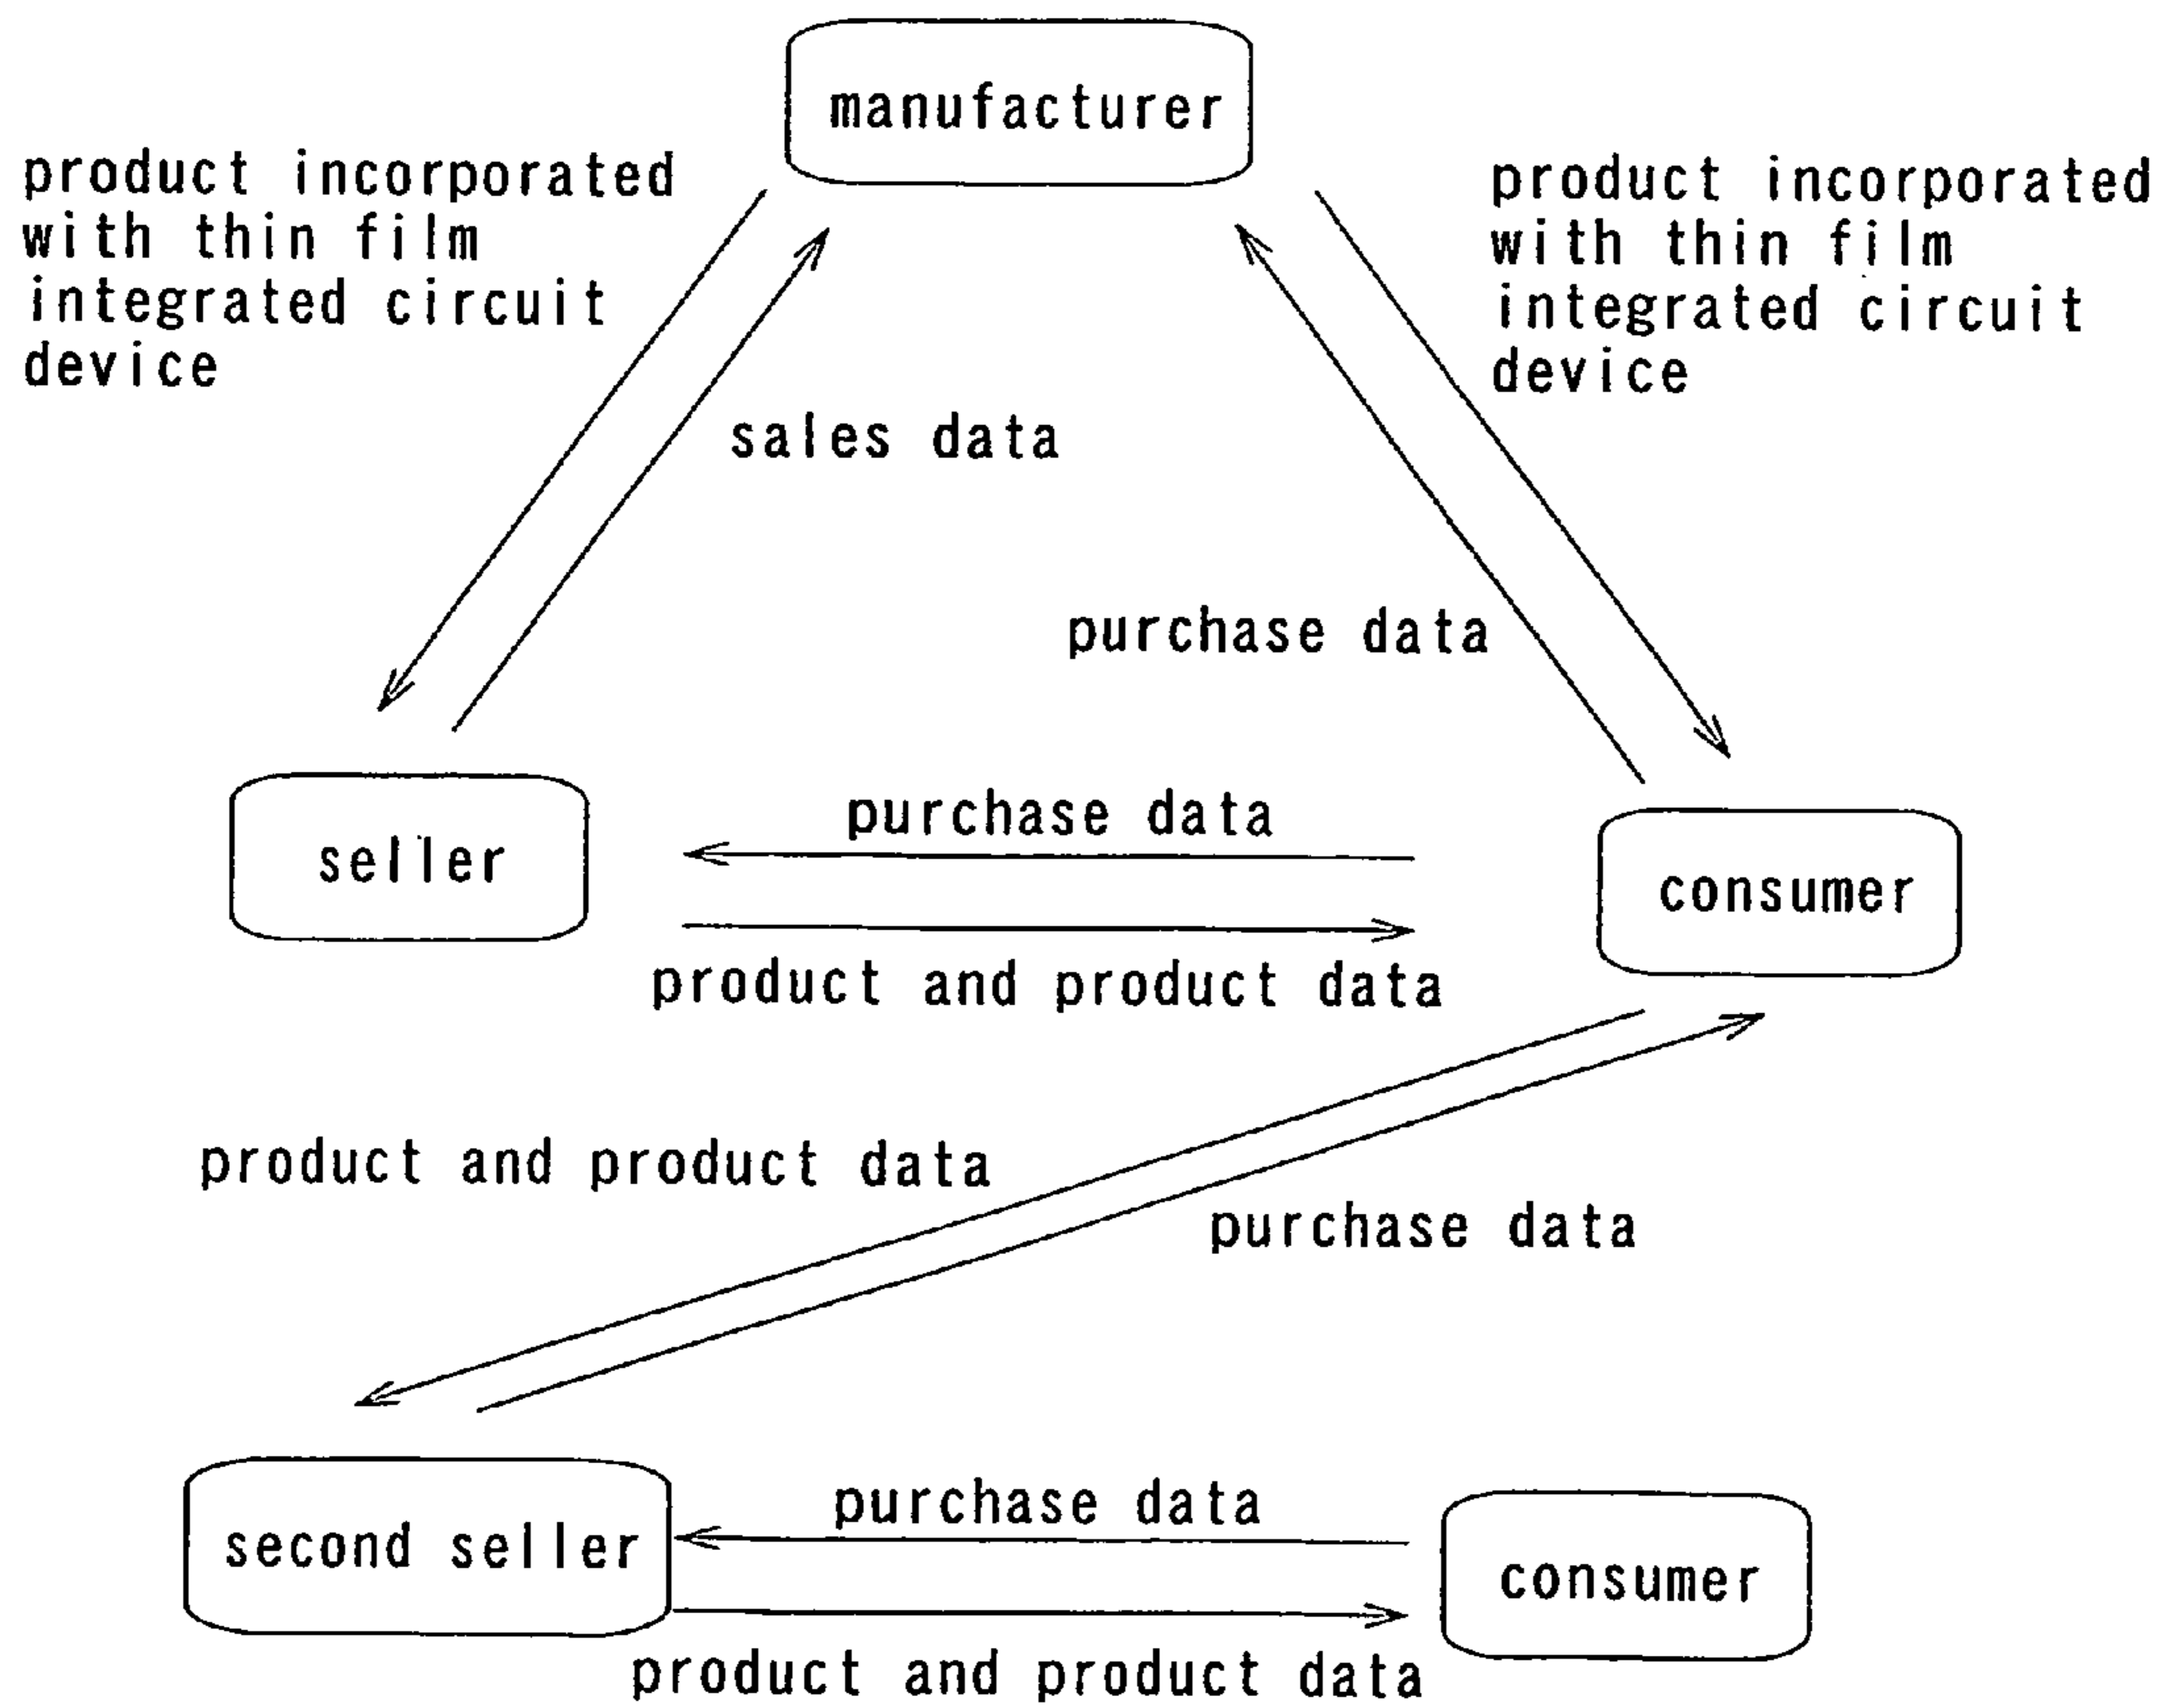 manufacturer
product incorporated
with thin film
integrated circuit
device
product incorporated
with thin film
integrated circuit
device
sales data
purchase data
seller
purchase data
product and product data
consumer
product and product data
purchase data
second seller
purchase data
product and product data
consumer